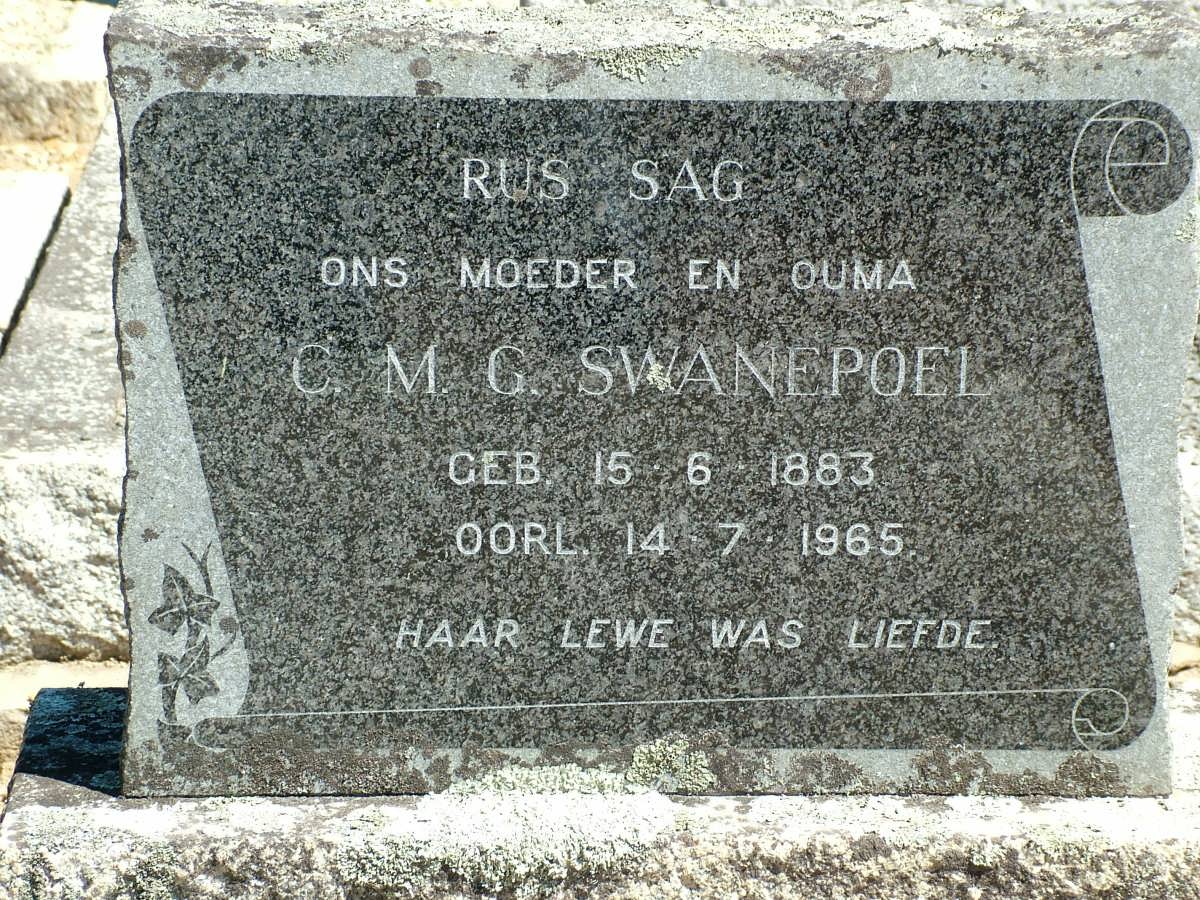 RUS SAG
ONS MOEDER EN OUMA
C. M. G. SWANEPOEL
GEB. 15 · 6 · 1883
OORL. 14 · 7 · 1965.
HAAR LEWE WAS LIEFDE.